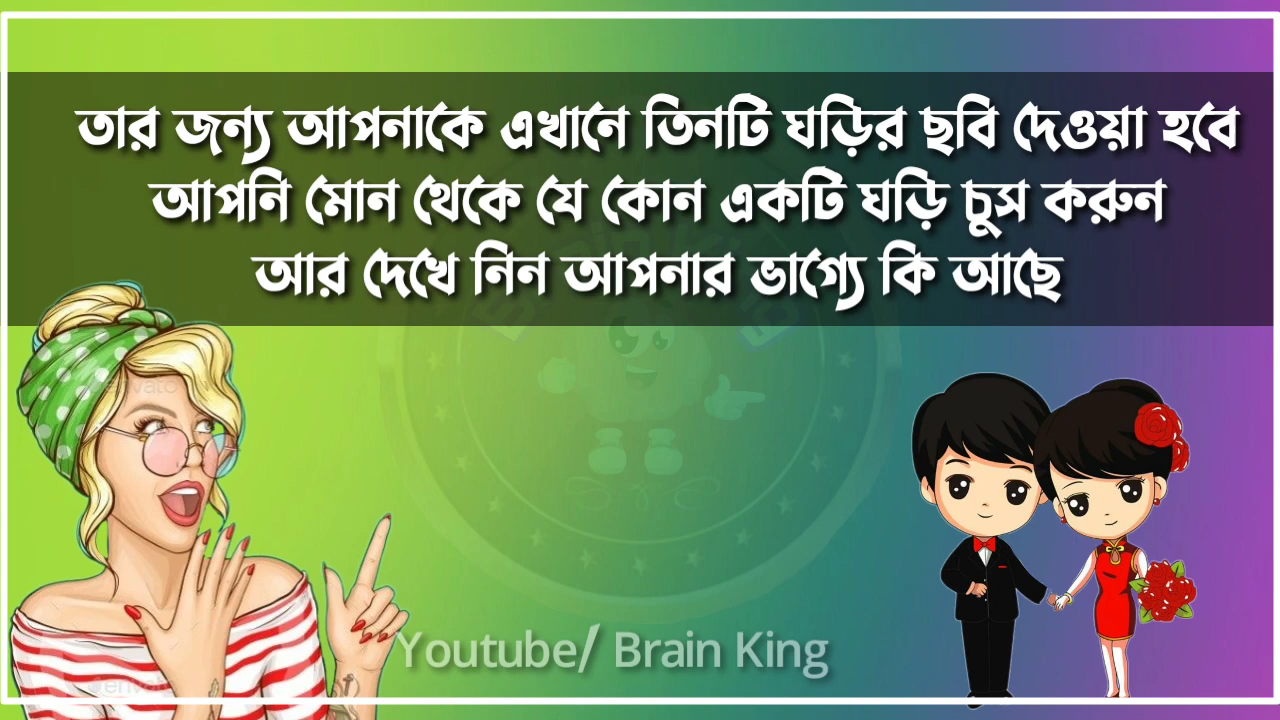 তার জন্য আপনাকে এখানে তিনটি ঘড়ির ছবি দেওয়া হবে
আপনি মোন থেকে যে কোন একটি ঘড়ি চুস করুন
আর দেখে নিন আপনার ভাগ্যে কি আছে
Youtube/ Brain King